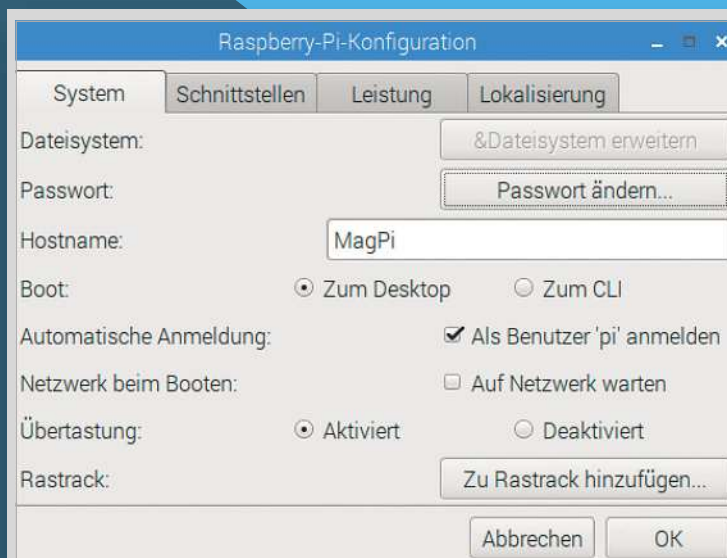 Raspberry-Pi-Konfiguration
System Schnittstellen Leistung Lokalisierung
Dateisystem: &Dateisystem erweitern
Passwort: Passwort ändern...
Hostname: MagPi
Boot: Zum Desktop Zum CLI
Automatische Anmeldung: Als Benutzer 'pi' anmelden
Netzwerk beim Booten: Auf Netzwerk warten
Übertastung: Aktiviert Deaktiviert
Rastrack: Zu Rastrack hinzufügen...
Abbrechen OK